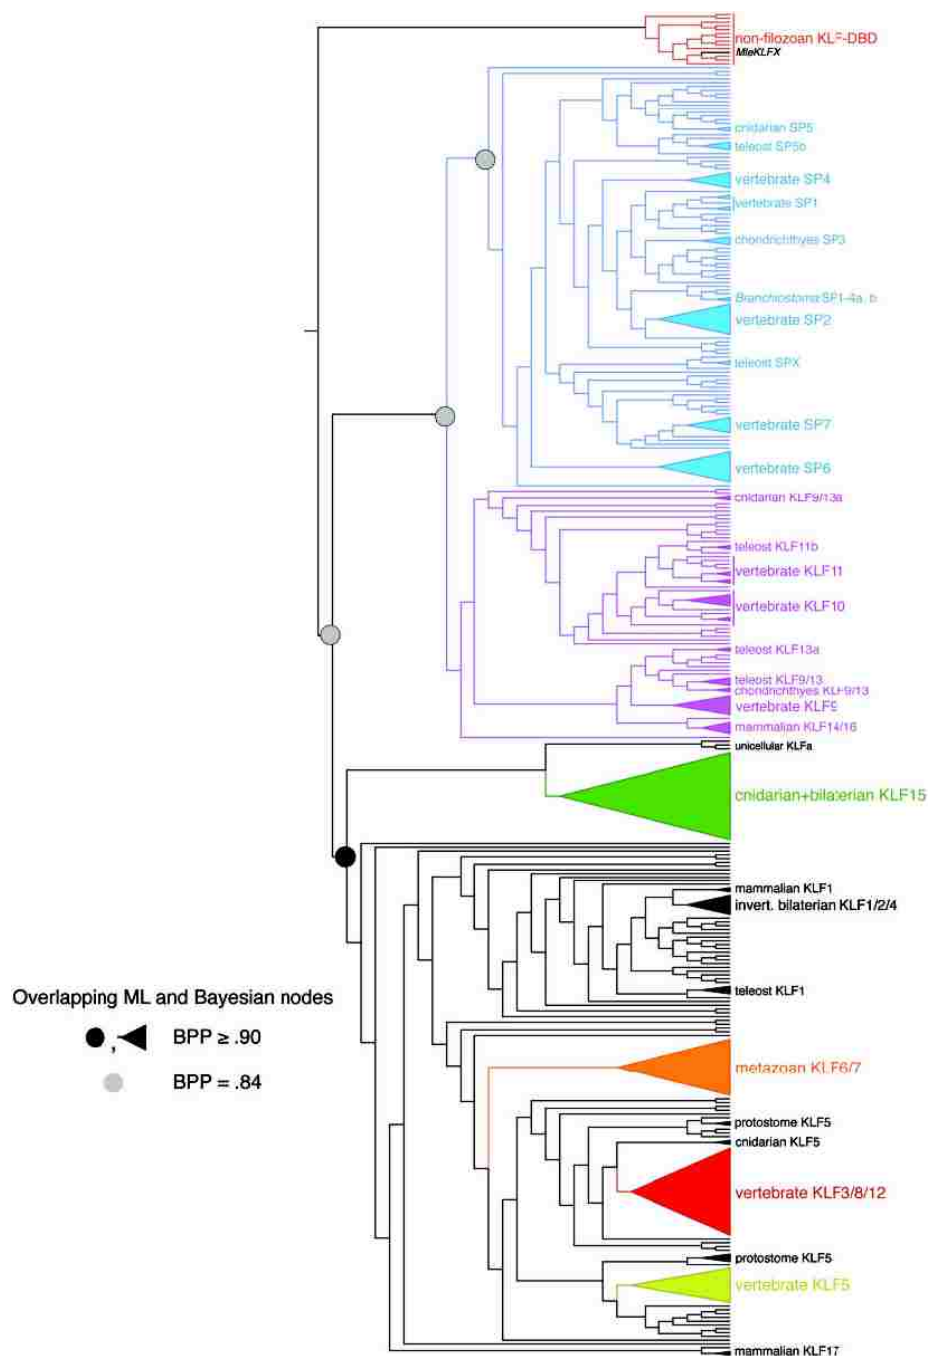 non-filozoan KLF-DBD
MleKLFX
cnidarian SP5
teleost SP5b
vertebrate SP4
vertebrate SP1
chondrichthyes SP3
Branchiostoma SP1-4a, b
vertebrate SP2
teleost SPX
vertebrate SP7
vertebrate SP6
cnidarian KLF9/13a
teleost KLF11b
vertebrate KLF11
vertebrate KLF10
teleost KLF13a
teleost KLF9/13
chondrichthyes KLF9/13
vertebrate KLF9
mammalian KLF14/16
unicellular KLFa
cnidarian+bilaterian KLF15
mammalian KLF1
invert. bilaterian KLF1/2/4
teleost KLF1
Overlapping ML and Bayesian nodes
, BPP ≥ .90
BPP = .84
metazoan KLF6/7
protostome KLF5
cnidarian KLF5
vertebrate KLF3/8/12
protostome KLF5
vertebrate KLF5
mammalian KLF17